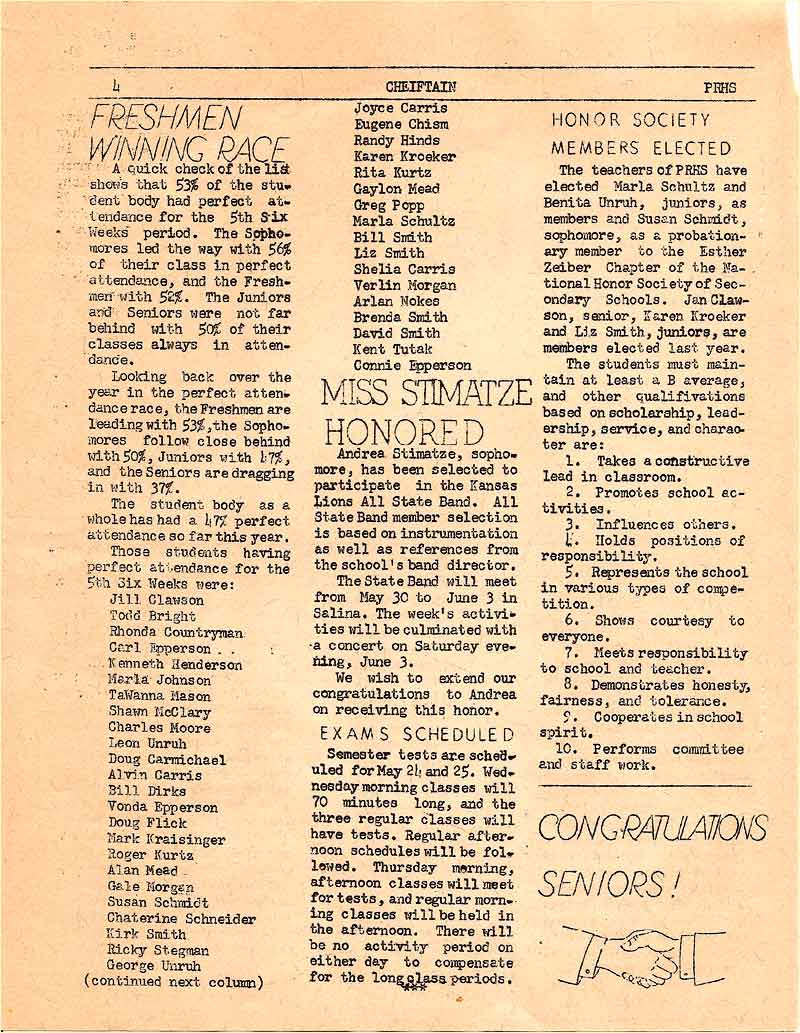 4 CHEIFTAIN PRHS
FRESHMEN
WINNING RACE
A quick check of the list
shows that 53% of the stu-
dent body had perfect at-
tendance for the 5th Six
Weeks period. The Sopho-
mores led the way with 56%
of their class in perfect
attendance, and the Fresh-
men with 52%. The Juniors
and Seniors were not far
behind with 50% of their
classes always in atten-
dance.
Looking back over the
year in the perfect atten-
dance race, the Freshmen are
leading with 53%, the Sopho-
mores follow close behind
with 50%, Juniors with 47%,
and the Seniors are dragging
in with 37%.
The student body as a
whole has had a 47% perfect
attendance so far this year.
Those students having
perfect attendance for the
5th Six Weeks were:
Jill Clawson
Todd Bright
Rhonda Countryman
Carl Epperson
Kenneth Henderson
Marla Johnson
TaWanna Mason
Shawn McClary
Charles Moore
Leon Unruh
Doug Carmichael
Alvin Carris
Bill Dirks
Vonda Epperson
Doug Flick
Mark Kraisinger
Roger Kurtz
Alan Mead
Gale Morgan
Susan Schmidt
Chaterine Schneider
Kirk Smith
Ricky Stegman
George Unruh
(continued next column)
Joyce Carris
Eugene Chism
Randy Hinds
Karen Kroeker
Rita Kurtz
Gaylon Mead
Greg Popp
Marla Schultz
Bill Smith
Liz Smith
Shelia Carris
Verlin Morgan
Arlan Nokes
Brenda Smith
David Smith
Kent Tutak
Connie Epperson
MISS STIMATZE
HONORED
Andrea Stimatze, sopho-
more, has been selected to
participate in the Kansas
Lions All State Band. All
State Band member selection
is based on instrumentation
as well as references from
the school's band director.
The State Band will meet
from May 30 to June 3 in
Salina. The week's activi-
ties will be culminated with
a concert on Saturday eve-
ning, June 3.
We wish to extend our
congratulations to Andrea
on receiving this honor.
EXAMS SCHEDULED
Semester tests are sched-
uled for May 24 and 25. Wed-
nesday morning classes will
70 minutes long, and the
three regular classes will
have tests. Regular after-
noon schedules will be fol-
lowed. Thursday morning,
afternoon classes will meet
for tests, and regular morn-
ing classes will be held in
the afternoon. There will
be no activity period on
either day to compensate
for the long glass periods.
***
HONOR SOCIETY
MEMBERS ELECTED
The teachers of PRHS have
elected Marla Schultz and
Benita Unruh, juniors, as
members and Susan Schmidt,
sophomore, as a probation-
ary member to the Esther
Zeiber Chapter of the Na-
tional Honor Society of Sec-
ondary Schools. Jan Claw-
son, senior, Karen Kroeker
and Liz Smith, juniors, are
members elected last year.
The students must main-
tain at least a B average,
and other qualifivations
based on scholarship, lead-
ership, service, and charac-
ter are:
1. Takes a constructive
lead in classroom.
2. Promotes school ac-
tivities.
3. Influences others.
4. Holds positions of
responsibility.
5. Represents the school
in various types of compe-
tition.
6. Shows courtesy to
everyone.
7. Meets responsibility
to school and teacher.
8. Demonstrates honesty,
fairness, and tolerance.
9. Cooperates in school
spirit.
10. Performs committee
and staff work.
CONGRATULATIONS
SENIORS!